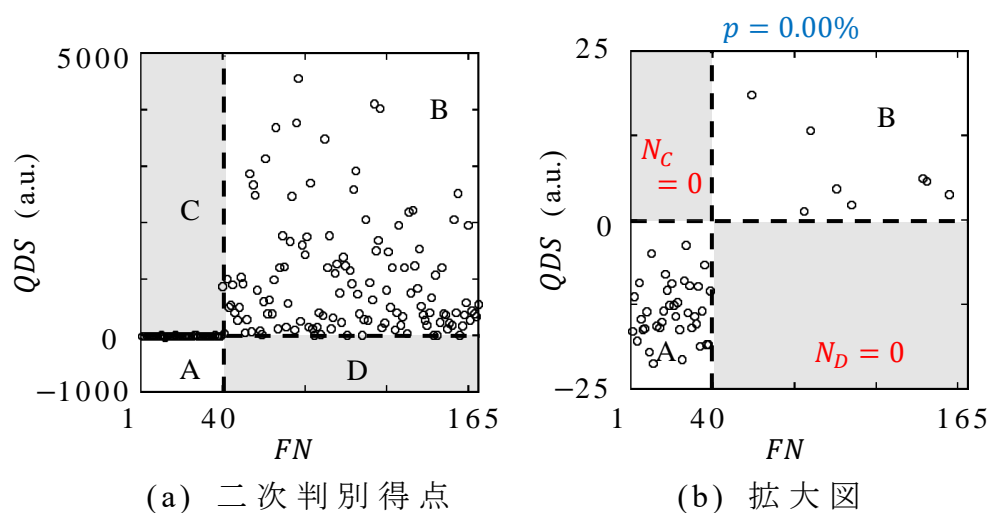 5000
QDS (a.u.)
0
−1000
C
B
A
D
1
40
165
FN
(a) 二次判別得点
p = 0.00%
25
QDS (a.u.)
0
−25
N_C
= 0
B
A
N_D = 0
1
40
165
FN
(b) 拡大図